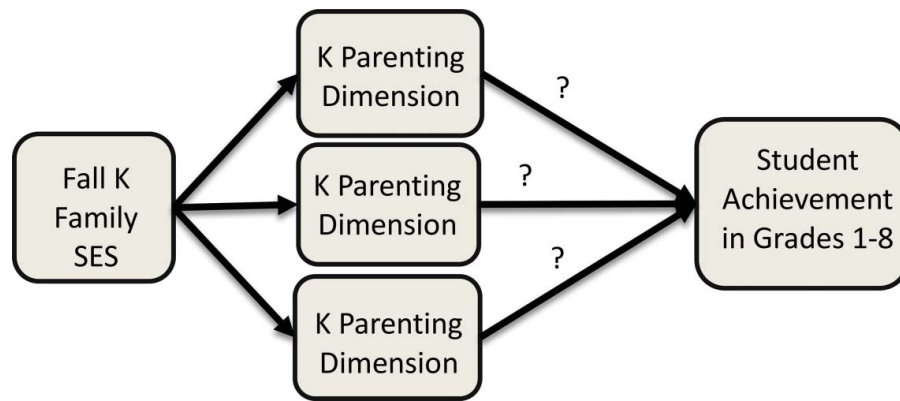 Fall K
Family
SES
K Parenting
Dimension
K Parenting
Dimension
K Parenting
Dimension
?
?
?
Student
Achievement
in Grades 1-8